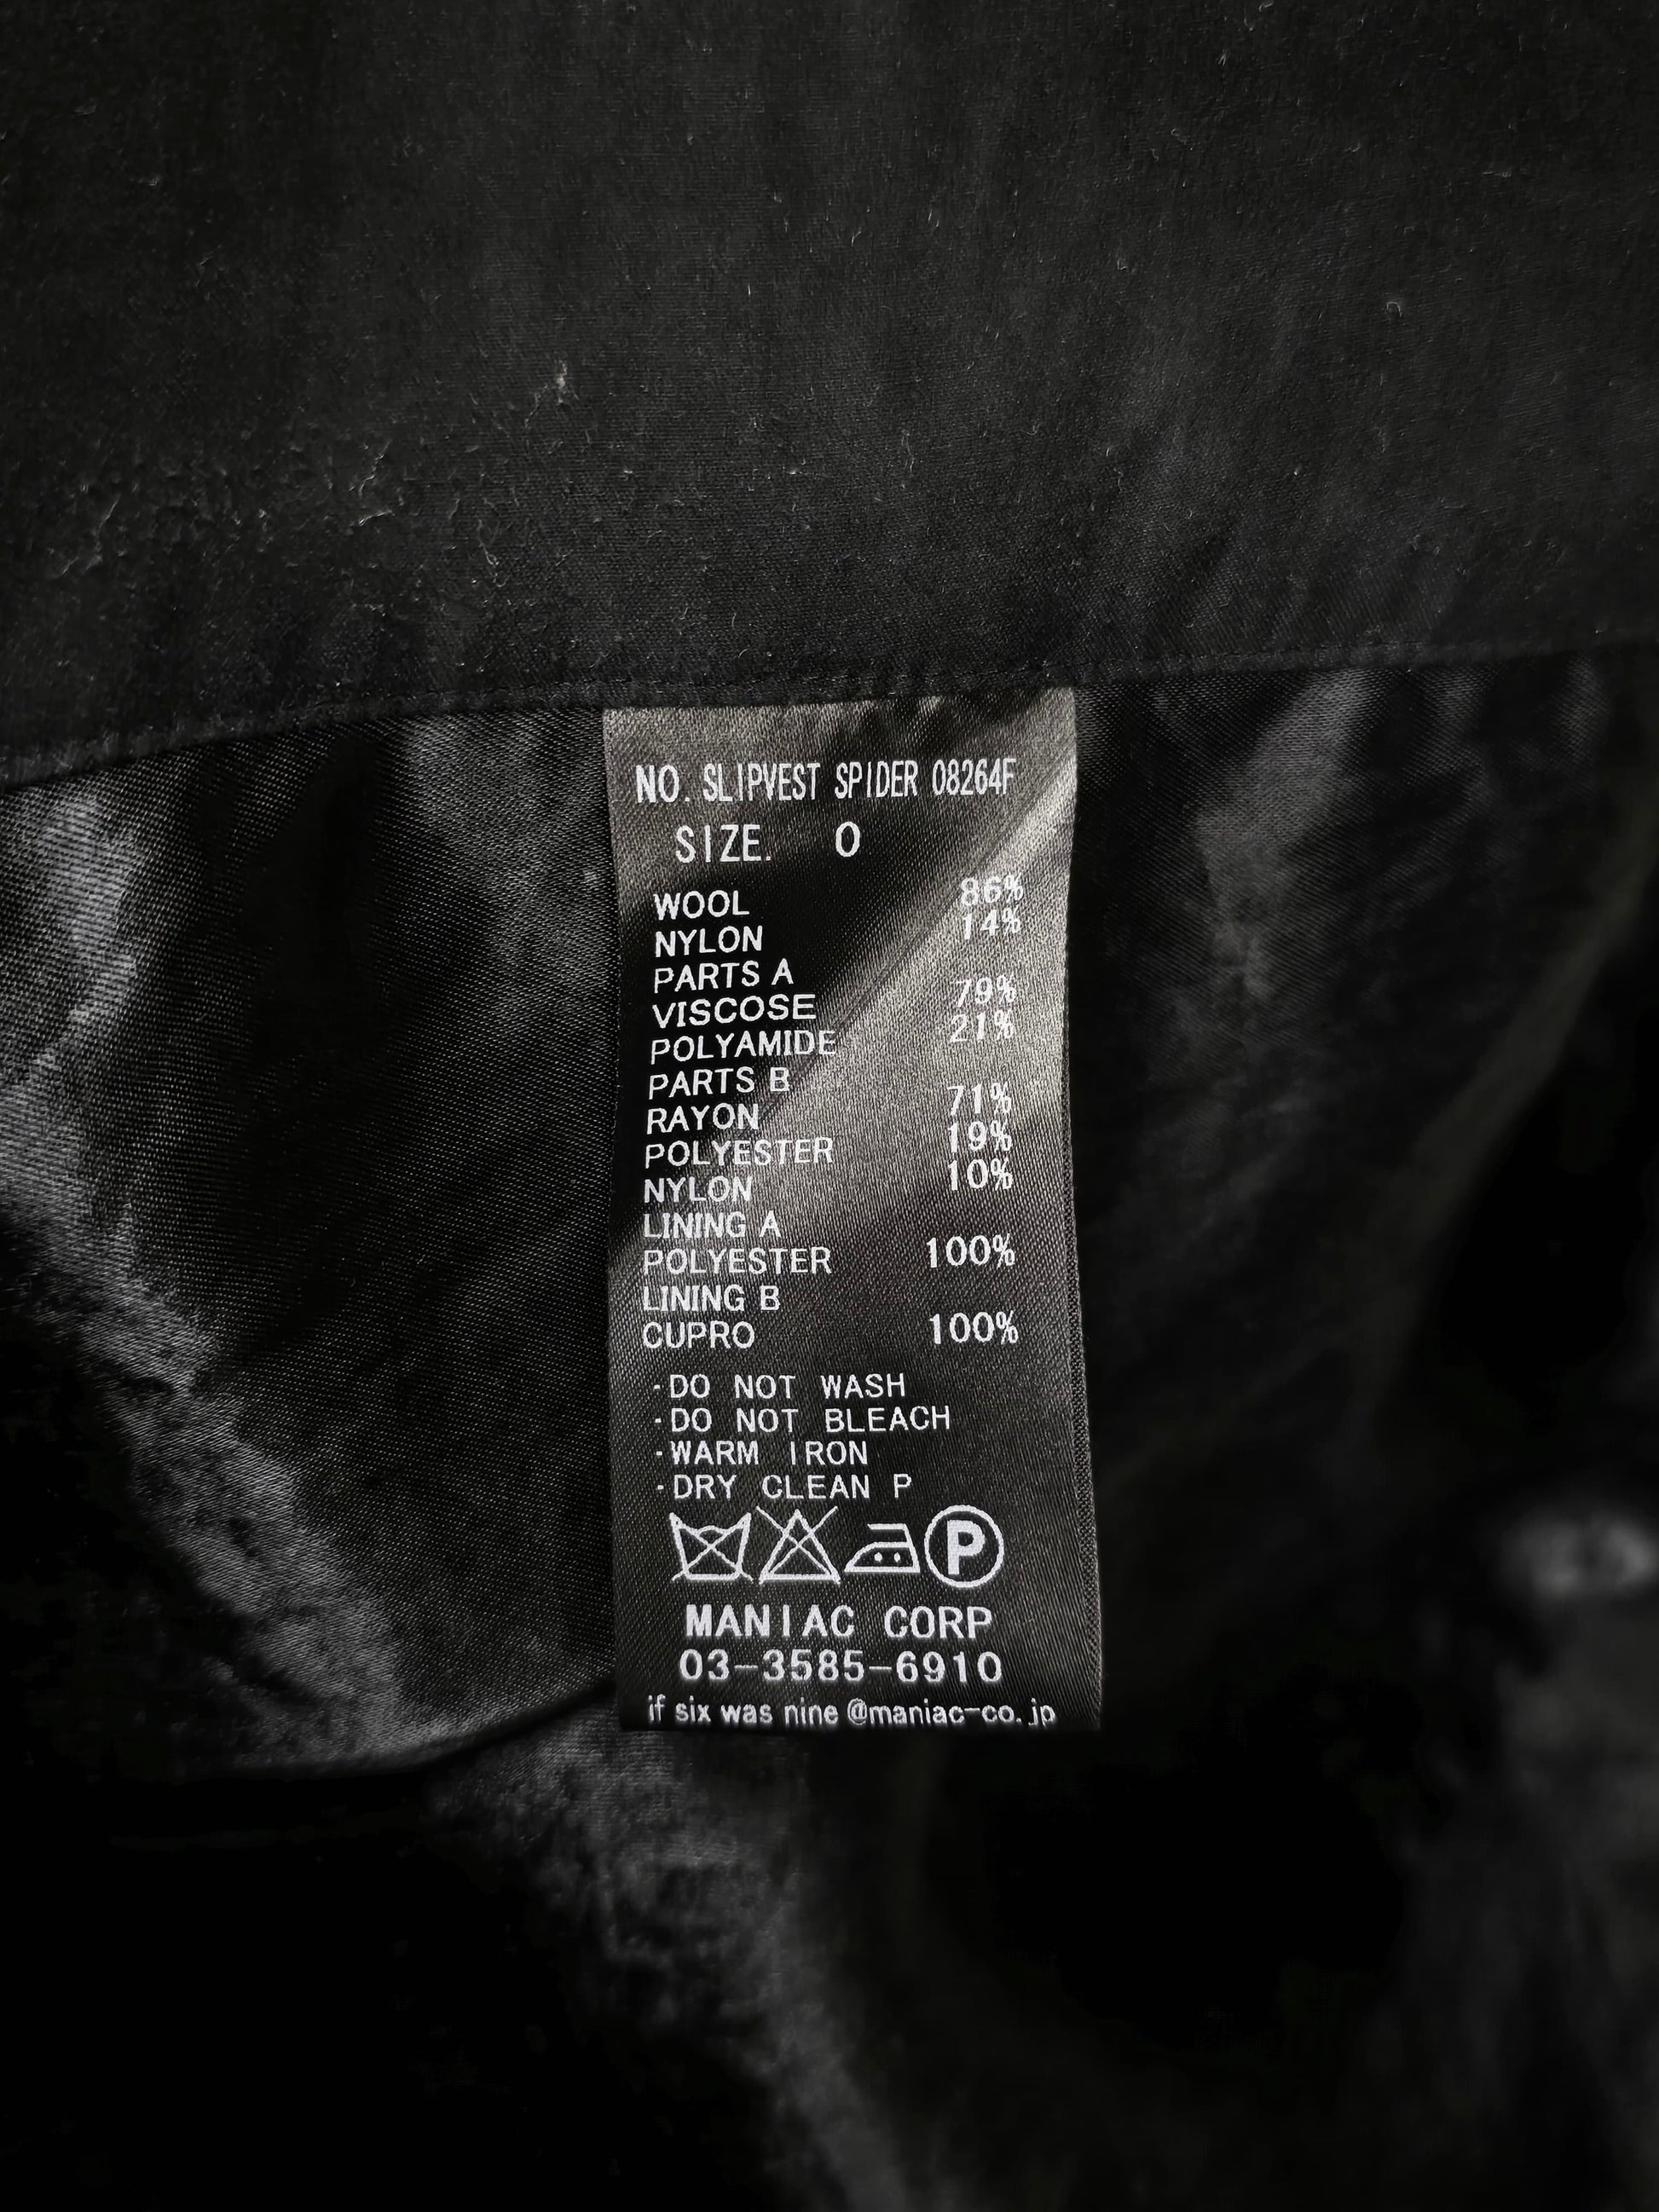 NO. SLIPVEST SPIDER 08264F
SIZE. 0
WOOL 86%
NYLON 14%
PARTS A
VISCOSE 79%
POLYAMIDE 21%
PARTS B
RAYON 71%
POLYESTER 19%
NYLON 10%
LINING A
POLYESTER 100%
LINING B
CUPRO 100%
·DO NOT WASH
·DO NOT BLEACH
·WARM IRON
·DRY CLEAN P
P
MANIAC CORP
03-3585-6910
if six was nine @maniac-co.jp